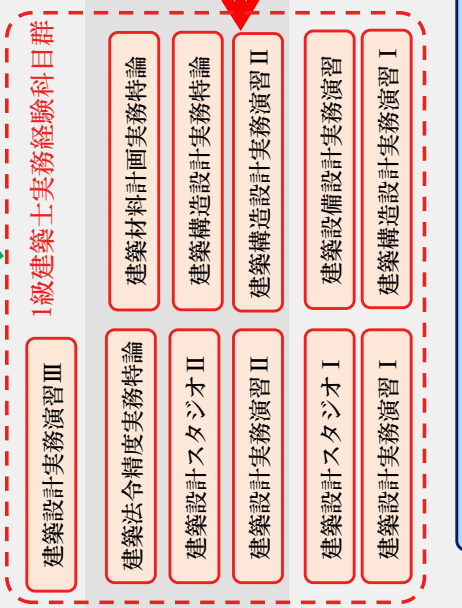 1級建築士実務経験科目群
建築設計実務演習Ⅲ
建築材料計画実務特論
建築法令精度実務特論
建築構造設計実務特論
建築設計スタジオⅡ
建築構造設計実務演習Ⅱ
建築設計実務演習Ⅱ
建築設備設計実務演習
建築設計スタジオⅠ
建築構造設計実務演習Ⅰ
建築設計実務演習Ⅰ